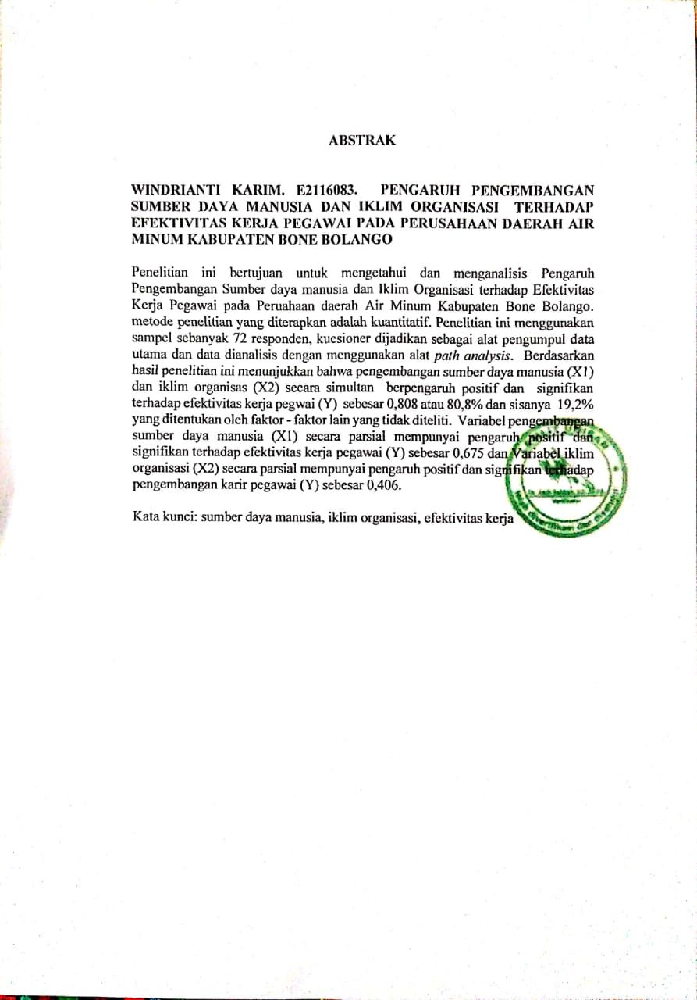 ABSTRAK
WINDRIANTI KARIM. E2116083. PENGARUH PENGEMBANGAN
SUMBER DAYA MANUSIA DAN IKLIM ORGANISASI TERHADAP
EFEKTIVITAS KERJA PEGAWAI PADA PERUSAHAAN DAERAH AIR
MINUM KABUPATEN BONE BOLANGO
Penelitian ini bertujuan untuk mengetahui dan menganalisis Pengaruh
Pengembangan Sumber daya manusia dan Iklim Organisasi terhadap Efektivitas
Kerja Pegawai pada Peruahaan daerah Air Minum Kabupaten Bone Bolango.
metode penelitian yang diterapkan adalah kuantitatif. Penelitian ini menggunakan
sampel sebanyak 72 responden, kuesioner dijadikan sebagai alat pengumpul data
utama dan data dianalisis dengan menggunakan alat path analysis. Berdasarkan
hasil penelitian ini menunjukkan bahwa pengembangan sumber daya manusia (X1)
dan iklim organisas (X2) secara simultan berpengaruh positif dan signifikan
terhadap efektivitas kerja pegwai (Y) sebesar 0,808 atau 80,8% dan sisanya 19,2%
yang ditentukan oleh faktor - faktor lain yang tidak diteliti. Variabel pengembangan
sumber daya manusia (X1) secara parsial mempunyai pengaruh positif dan
signifikan terhadap efektivitas kerja pegawai (Y) sebesar 0,675 dan Variabel iklim
organisasi (X2) secara parsial mempunyai pengaruh positif dan signifikan terhadap
pengembangan karir pegawai (Y) sebesar 0,406.
Kata kunci: sumber daya manusia, iklim organisasi, efektivitas kerja